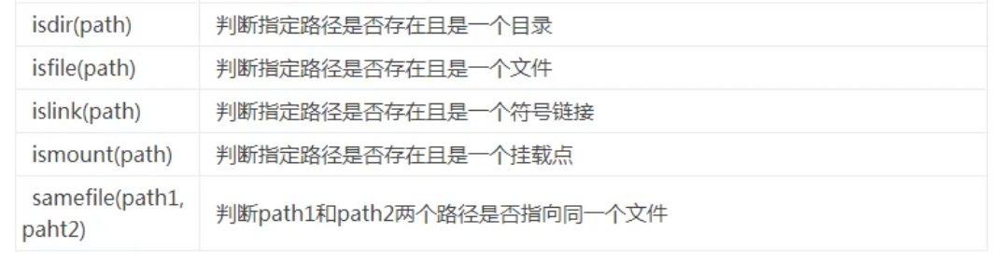 isdir(path) 判断指定路径是否存在且是一个目录
isfile(path) 判断指定路径是否存在且是一个文件
islink(path) 判断指定路径是否存在且是一个符号链接
ismount(path) 判断指定路径是否存在且是一个挂载点
samefile(path1,
paht2)
判断path1和path2两个路径是否指向同一个文件